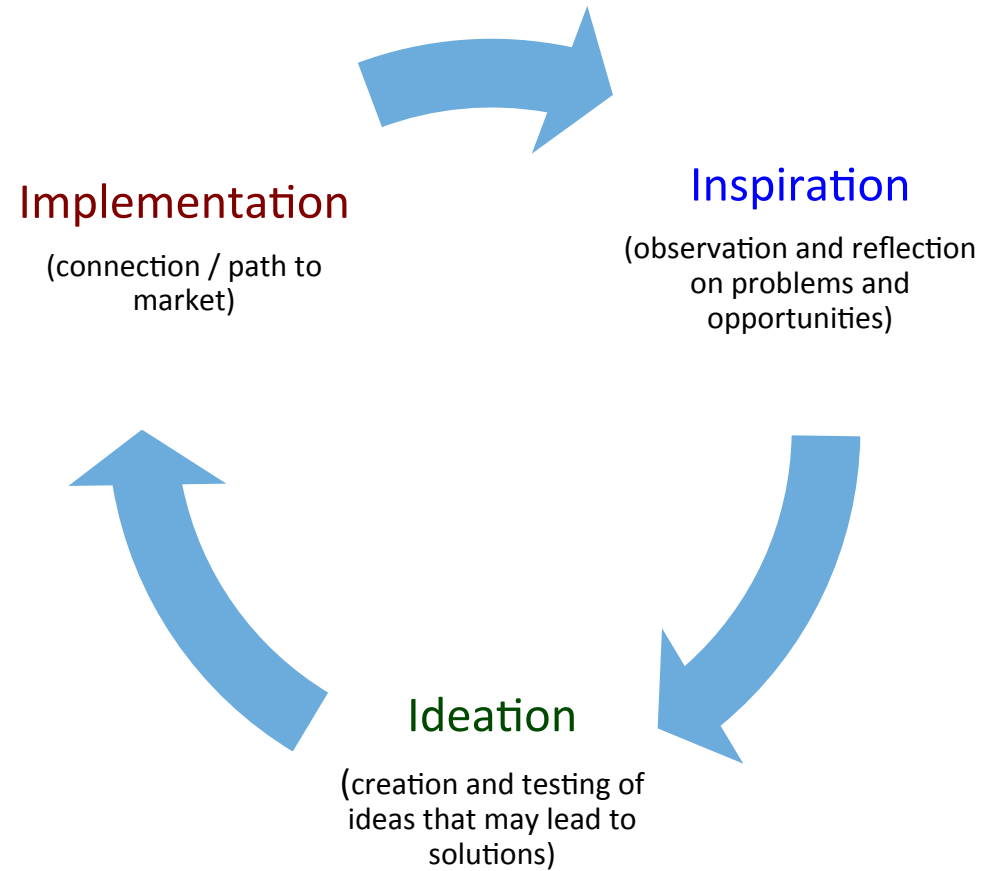 Implementation
(connection / path to
market)
Inspiration
(observation and reflection
on problems and
opportunities)
Ideation
(creation and testing of
ideas that may lead to
solutions)